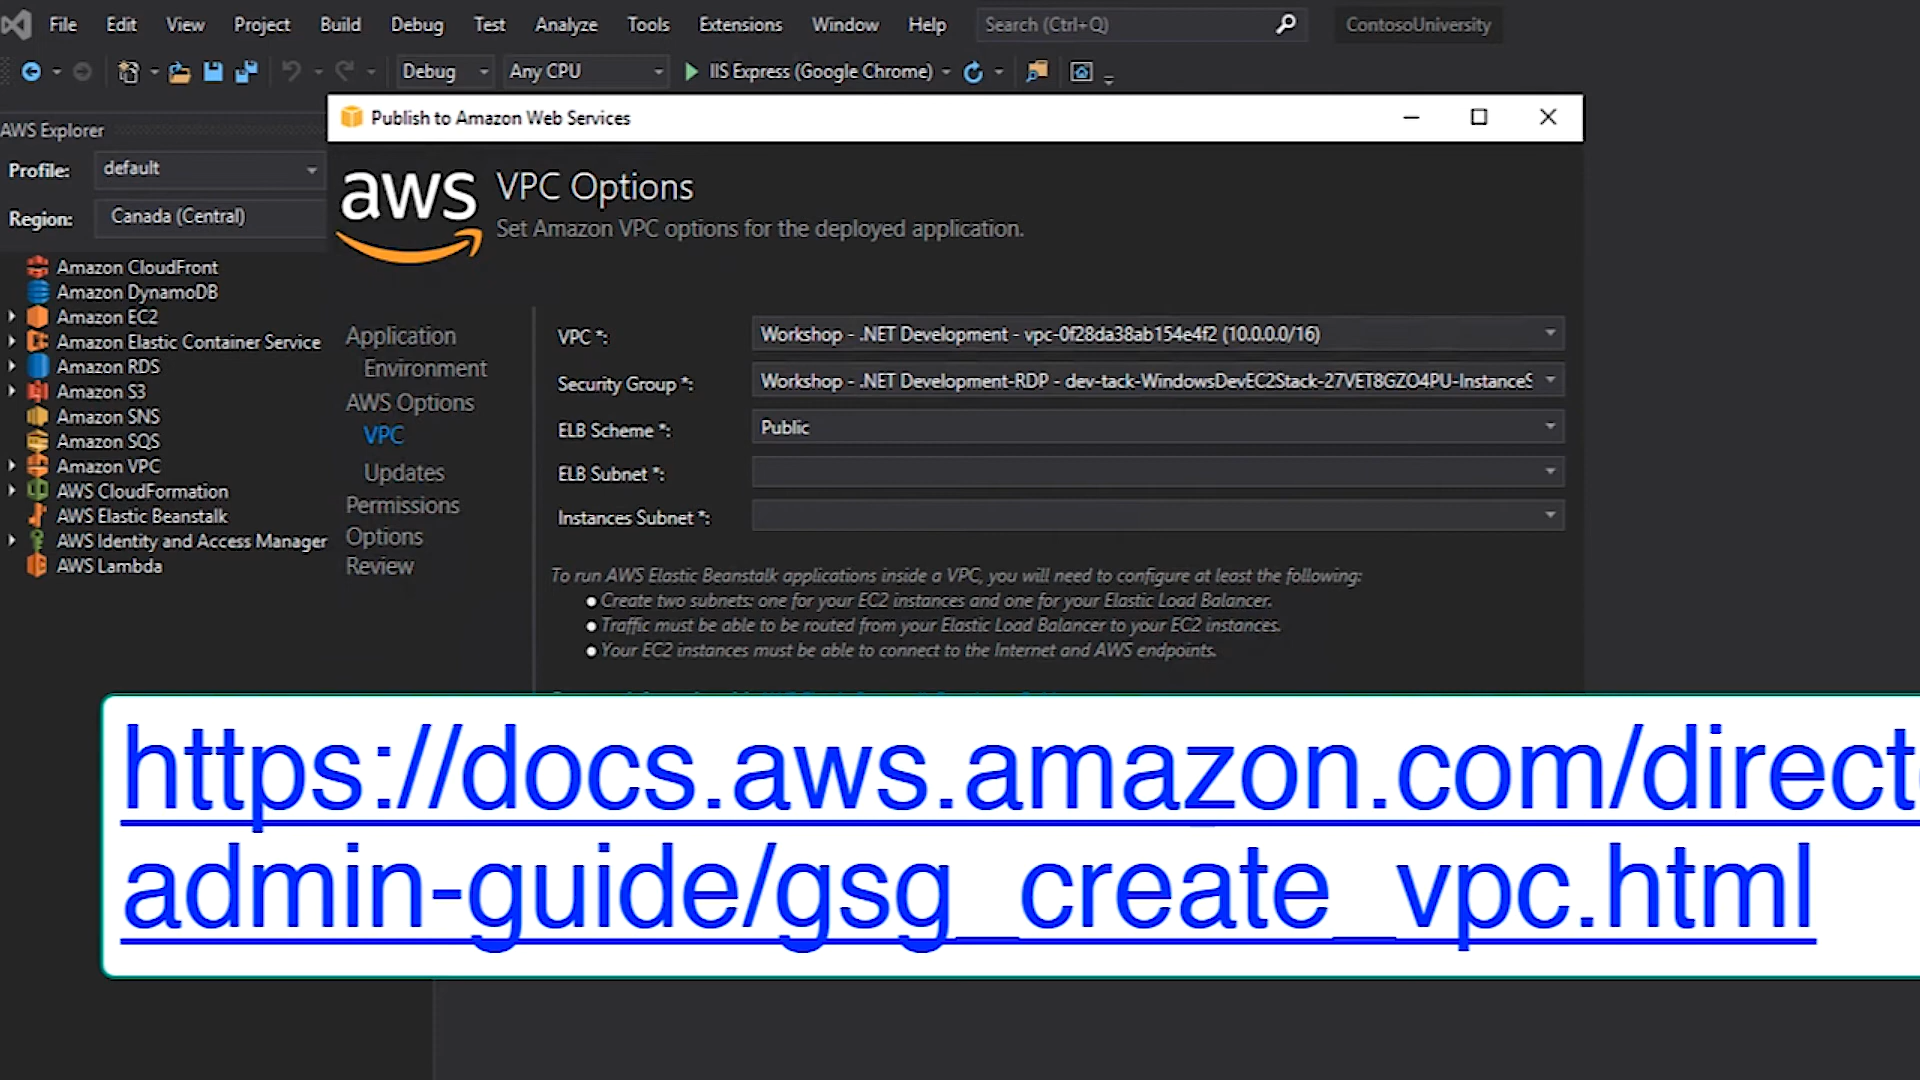 File Edit View Project Build Debug Test Analyze Tools Extensions Window Help Search (Ctrl+Q) ContosoUniversity
Debug Any CPU IIS Express (Google Chrome)
AWS Explorer
Profile: default
Region: Canada (Central)
Amazon CloudFront
Amazon DynamoDB
Amazon EC2
Amazon Elastic Container Service
Amazon RDS
Amazon S3
Amazon SNS
Amazon SQS
Amazon VPC
AWS CloudFormation
AWS Elastic Beanstalk
AWS Identity and Access Manager
AWS Lambda
Publish to Amazon Web Services
aws
VPC Options
Set Amazon VPC options for the deployed application.
Application
Environment
AWS Options
VPC
Updates
Permissions
Options
Review
VPC *: Workshop - .NET Development - vpc-0f28da38ab154e4f2 (10.0.0.0/16)
Security Group *: Workshop - .NET Development-RDP - dev-tack-WindowsDevEC2Stack-27VET8GZO4PU-InstanceS
ELB Scheme *: Public
ELB Subnet *:
Instances Subnet *:
To run AWS Elastic Beanstalk applications inside a VPC, you will need to configure at least the following:
● Create two subnets: one for your EC2 instances and one for your Elastic Load Balancer.
● Traffic must be able to be routed from your Elastic Load Balancer to your EC2 instances.
● Your EC2 instances must be able to connect to the Internet and AWS endpoints.
https://docs.aws.amazon.com/direct
admin-guide/gsg_create_vpc.html